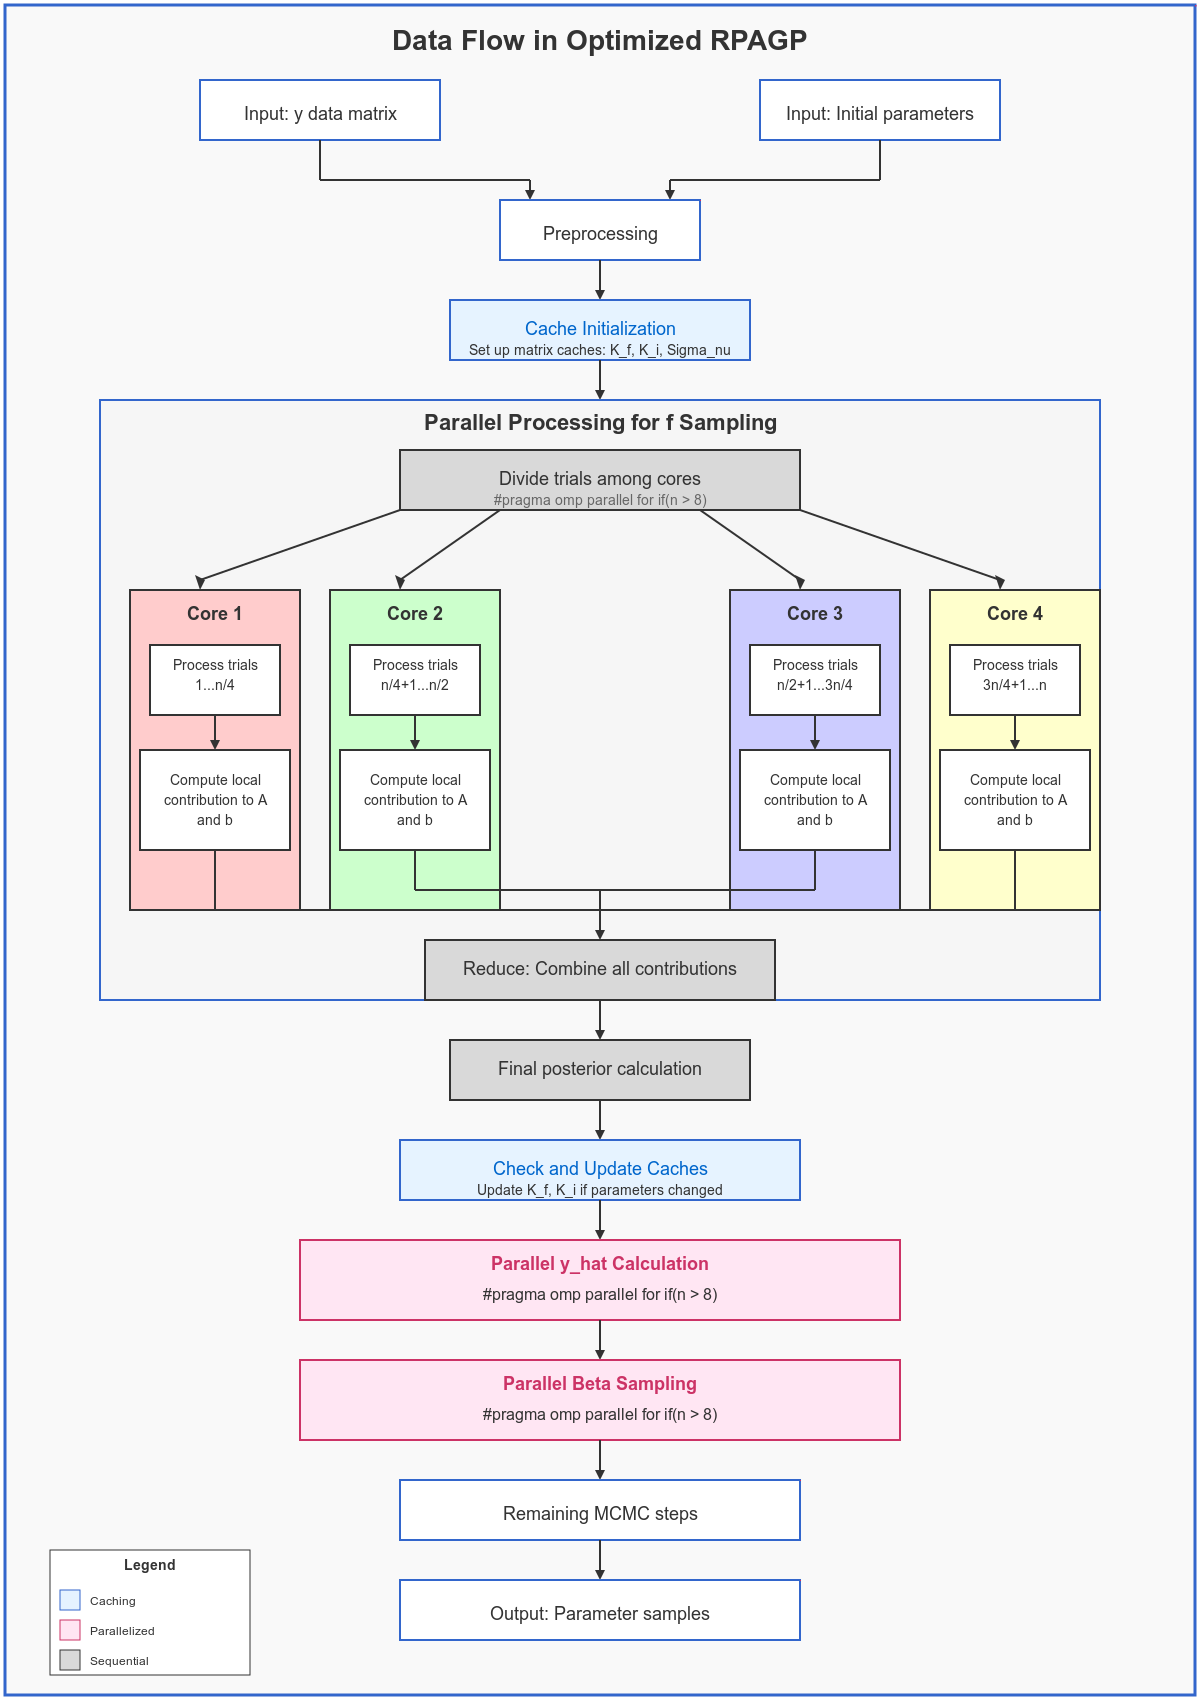 Data Flow in Optimized RPAGP
Input: y data matrix
Input: Initial parameters
Preprocessing
Cache Initialization
Set up matrix caches: K_f, K_i, Sigma_nu
Parallel Processing for f Sampling
Divide trials among cores
#pragma omp parallel for if(n > 8)
Core 1
Process trials
1...n/4
Compute local
contribution to A
and b
Core 2
Process trials
n/4+1...n/2
Compute local
contribution to A
and b
Core 3
Process trials
n/2+1...3n/4
Compute local
contribution to A
and b
Core 4
Process trials
3n/4+1...n
Compute local
contribution to A
and b
Reduce: Combine all contributions
Final posterior calculation
Check and Update Caches
Update K_f, K_i if parameters changed
Parallel y_hat Calculation
#pragma omp parallel for if(n > 8)
Parallel Beta Sampling
#pragma omp parallel for if(n > 8)
Remaining MCMC steps
Output: Parameter samples
Legend
Caching
Parallelized
Sequential